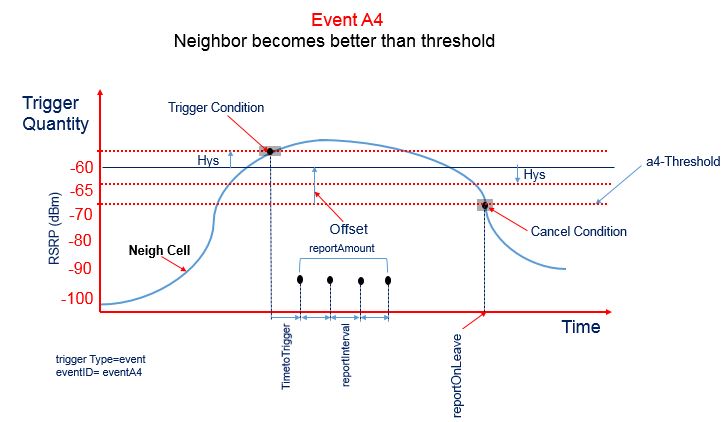 Event A4
Neighbor becomes better than threshold
Trigger
Quantity
Trigger Condition
Hys
-60
a4-Threshold
Hys
-65
-70
Offset
Cancel Condition
reportAmount
-80
Neigh Cell
-90
-100
RSRP (dBm)
Time
TimetoTrigger
reportInterval
reportOnLeave
trigger Type=event
eventID= eventA4